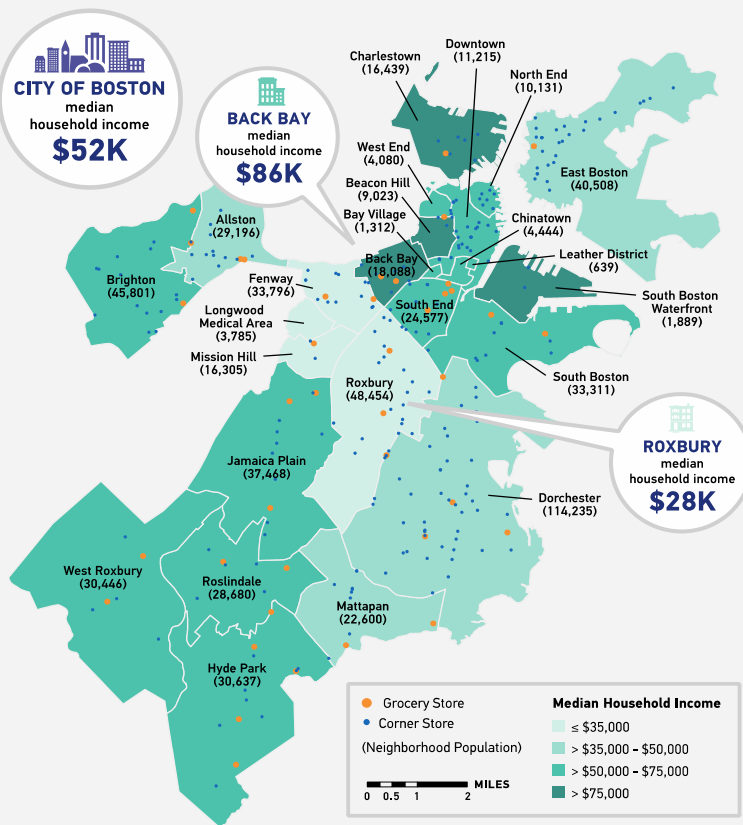 CITY OF BOSTON
median
household income
$52K
BACK BAY
median
household income
$86K
Charlestown
(16,439)
Downtown
(11,215)
North End
(10,131)
West End
(4,080)
East Boston
(40,508)
Beacon Hill
(9,023)
Bay Village
(1,312)
Chinatown
(4,444)
Allston
(29,196)
Leather District
(639)
Back Bay
(18,088)
Brighton
(45,801)
Fenway
(33,796)
South End
(24,577)
South Boston
Waterfront
(1,889)
Longwood
Medical Area
(3,785)
Mission Hill
(16,305)
South Boston
(33,311)
Roxbury
(48,454)
ROXBURY
median
household income
$28K
Jamaica Plain
(37,468)
Dorchester
(114,235)
West Roxbury
(30,446)
Roslindale
(28,680)
Mattapan
(22,600)
Hyde Park
(30,637)
Grocery Store
Corner Store
(Neighborhood Population)
0 0.5 1 2 MILES
Median Household Income
≤ $35,000
> $35,000 - $50,000
> $50,000 - $75,000
> $75,000